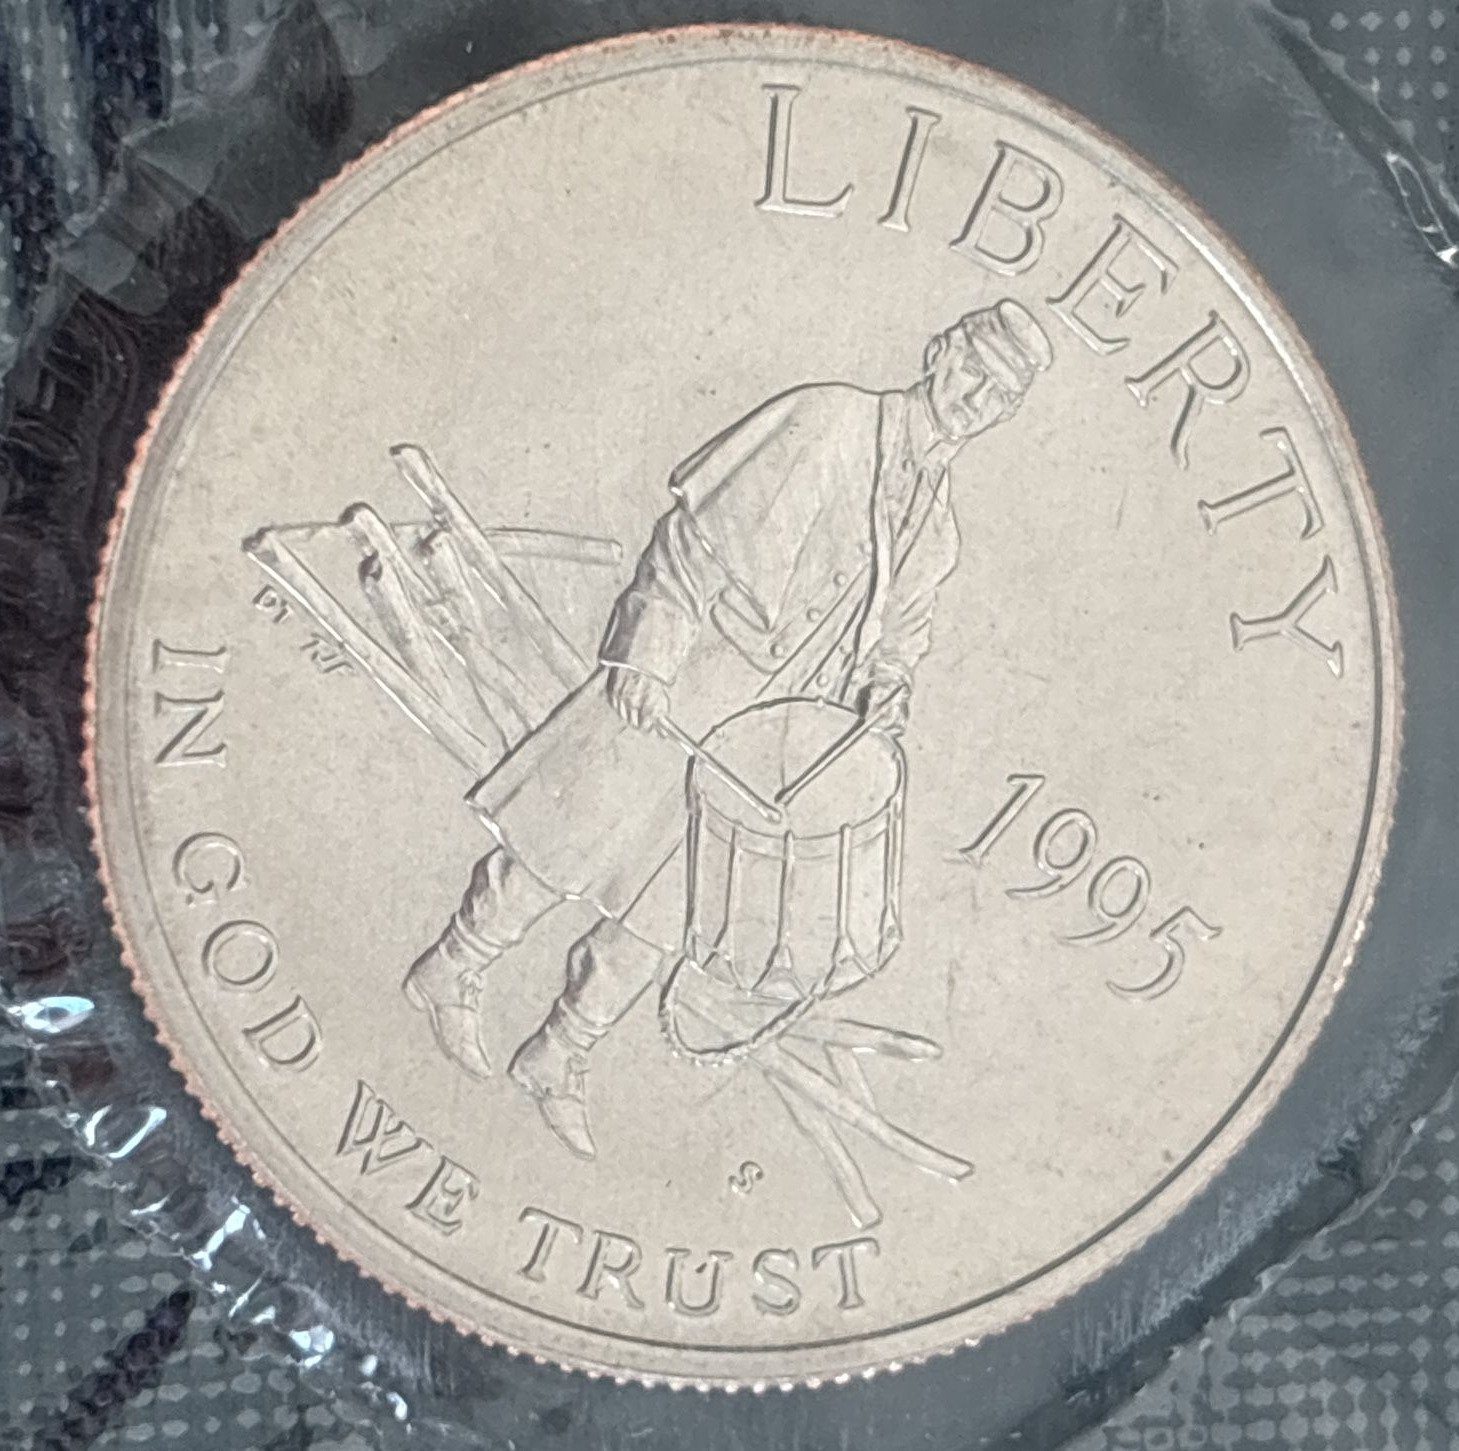 LIBERTY
1995
IN GOD WE TRUST
S